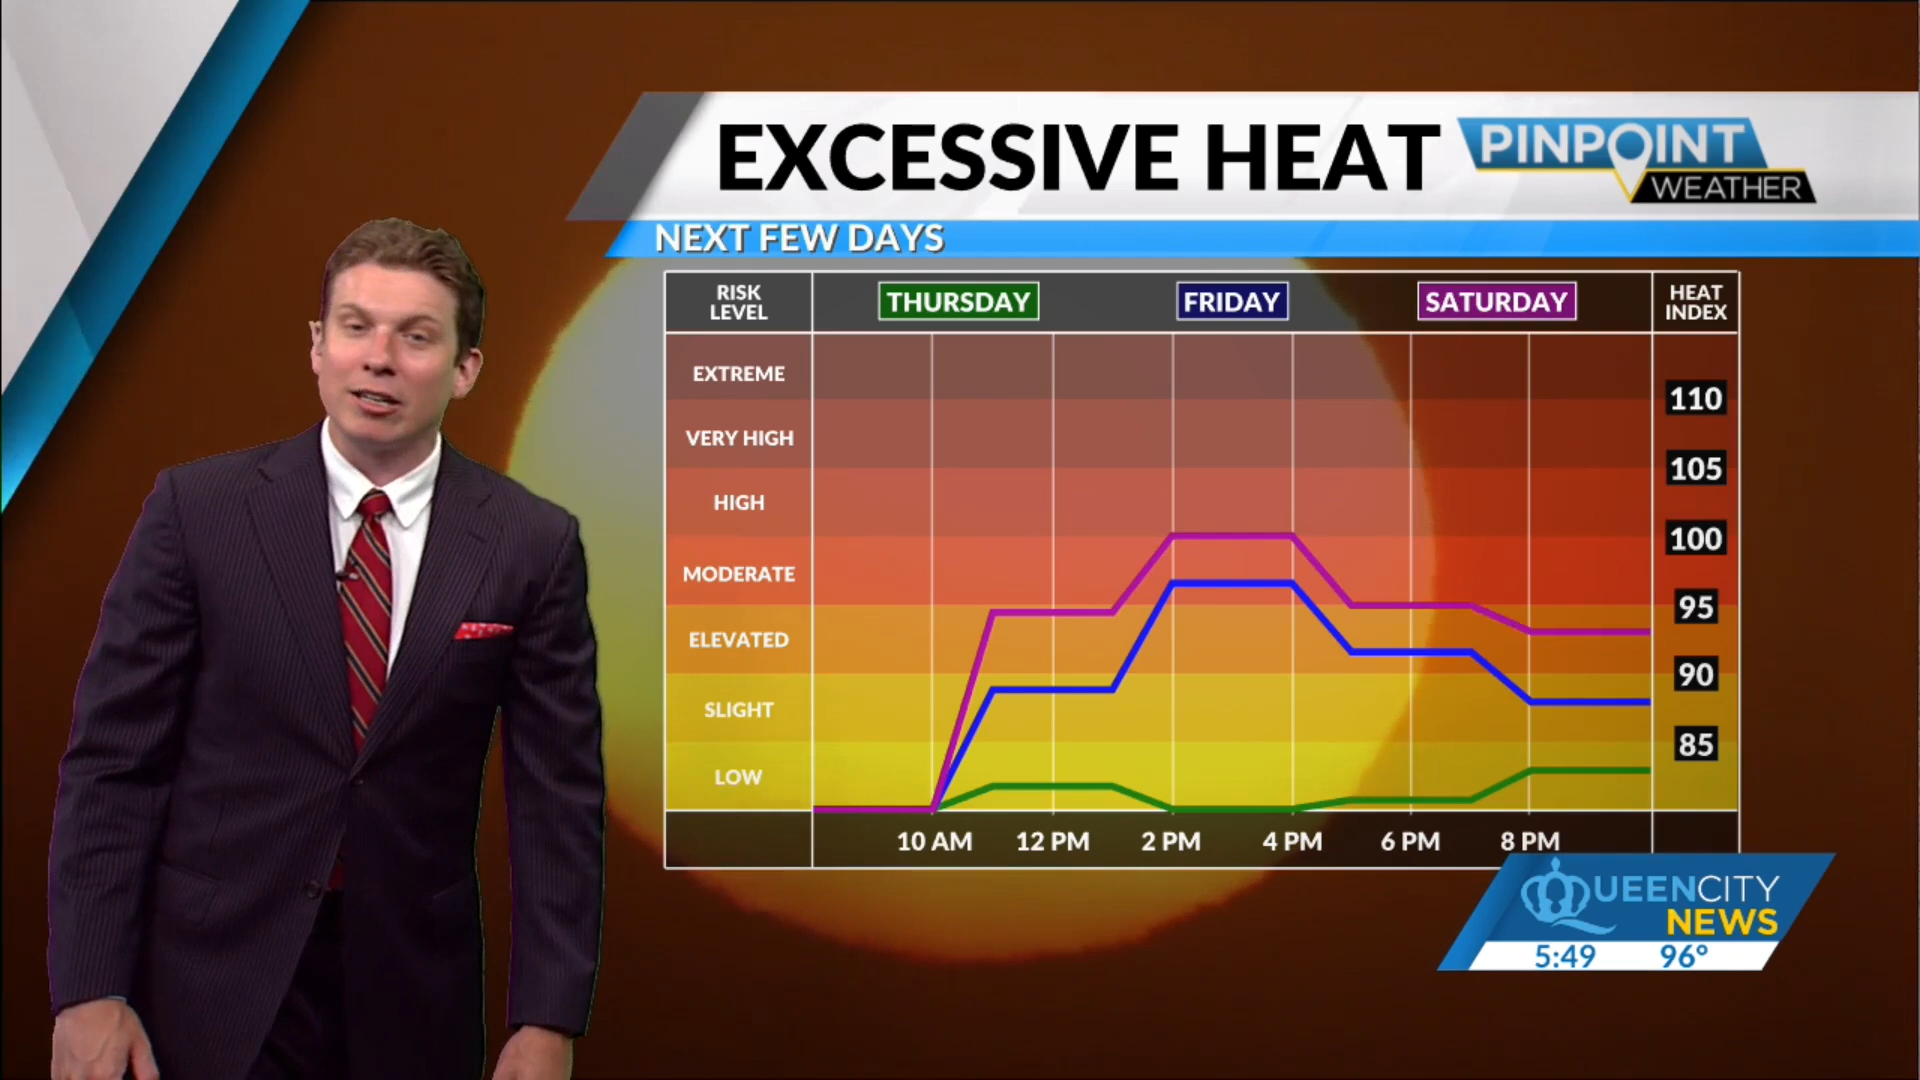 EXCESSIVE HEAT
PINPOINT
WEATHER
NEXT FEW DAYS
RISK
LEVEL
THURSDAY
FRIDAY
SATURDAY
HEAT
INDEX
EXTREME
VERY HIGH
HIGH
MODERATE
ELEVATED
SLIGHT
LOW
110
105
100
95
90
85
10 AM
12 PM
2 PM
4 PM
6 PM
8 PM
QUEENCITY
NEWS
5:49
96°